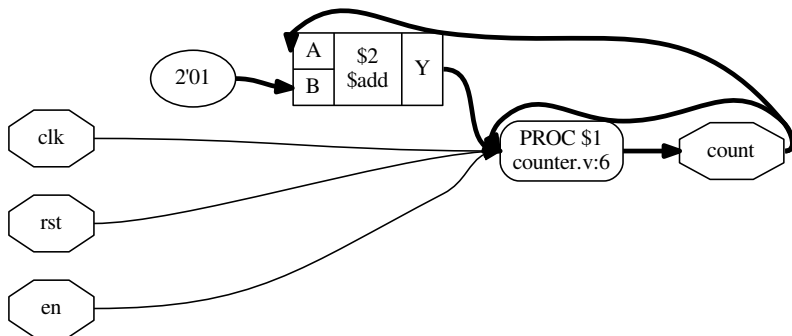 A
$2
$add
Y
B
2'01
clk
PROC $1
counter.v:6
count
rst
en